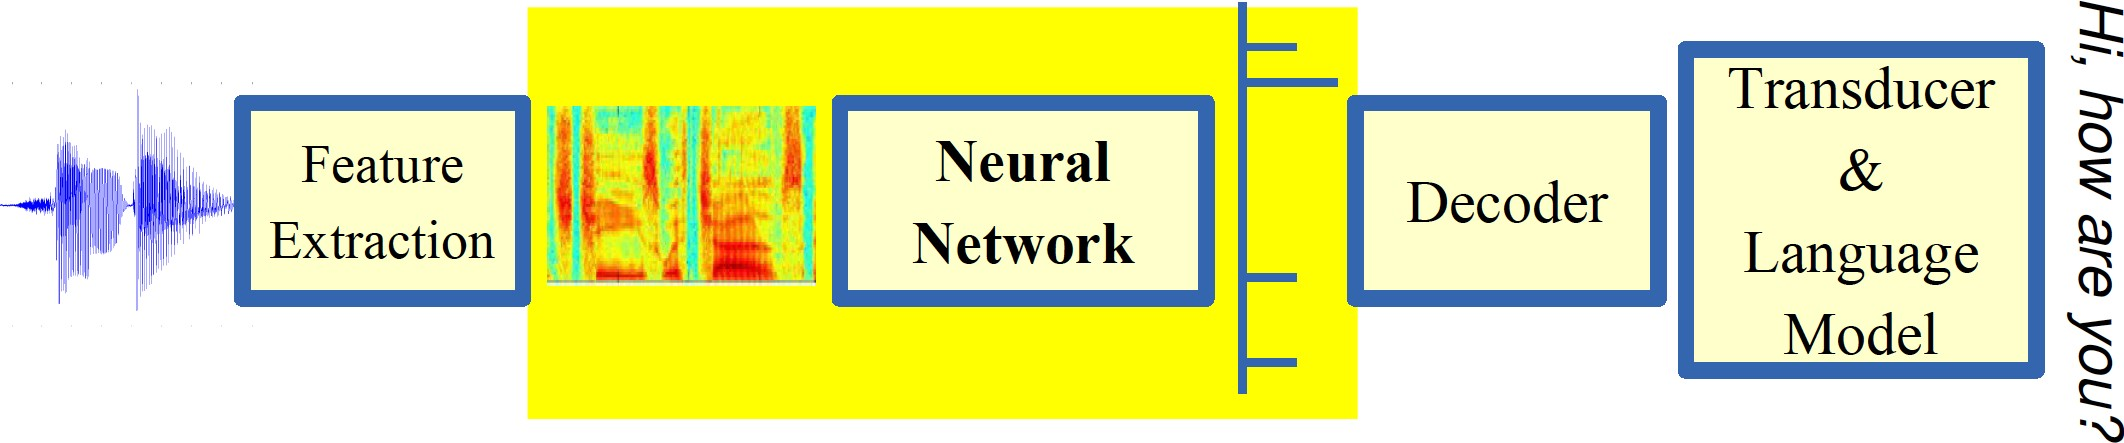 Feature
Extraction
Neural
Network
Decoder
Transducer
&
Language
Model
Hi, how are you?